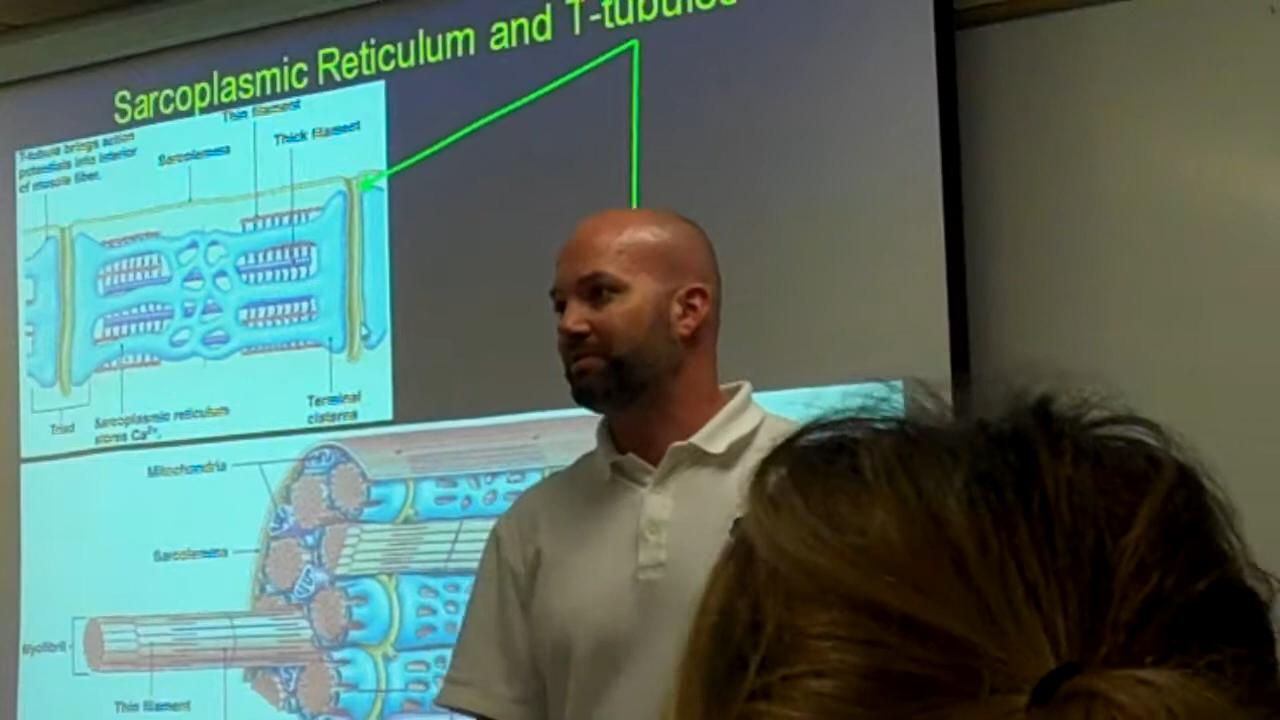 Sarcoplasmic Reticulum and T-tubules
Thin filament
T-tubule brings action
potentials into interior
of muscle fiber.
Sarcolemma
Thick filament
Triad
Sarcoplasmic reticulum
stores Ca²⁺.
Terminal
cisterna
Mitochondria
Sarcolemma
Myofibril
Thin filament